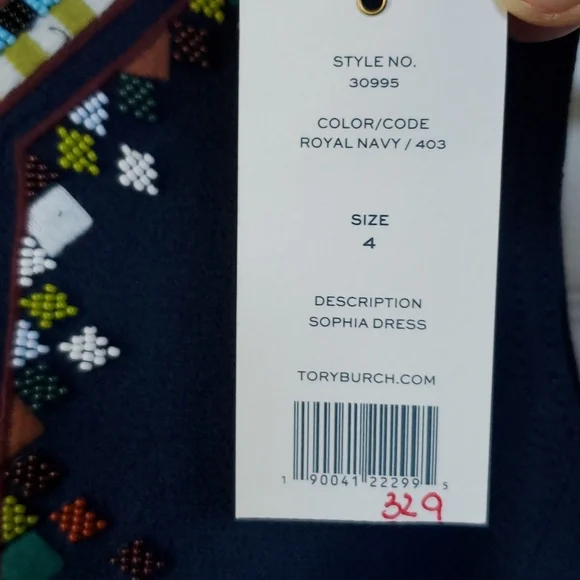 STYLE NO.
30995
COLOR/CODE
ROYAL NAVY / 403
SIZE
4
DESCRIPTION
SOPHIA DRESS
TORYBURCH.COM
1 90041 22299 5
329